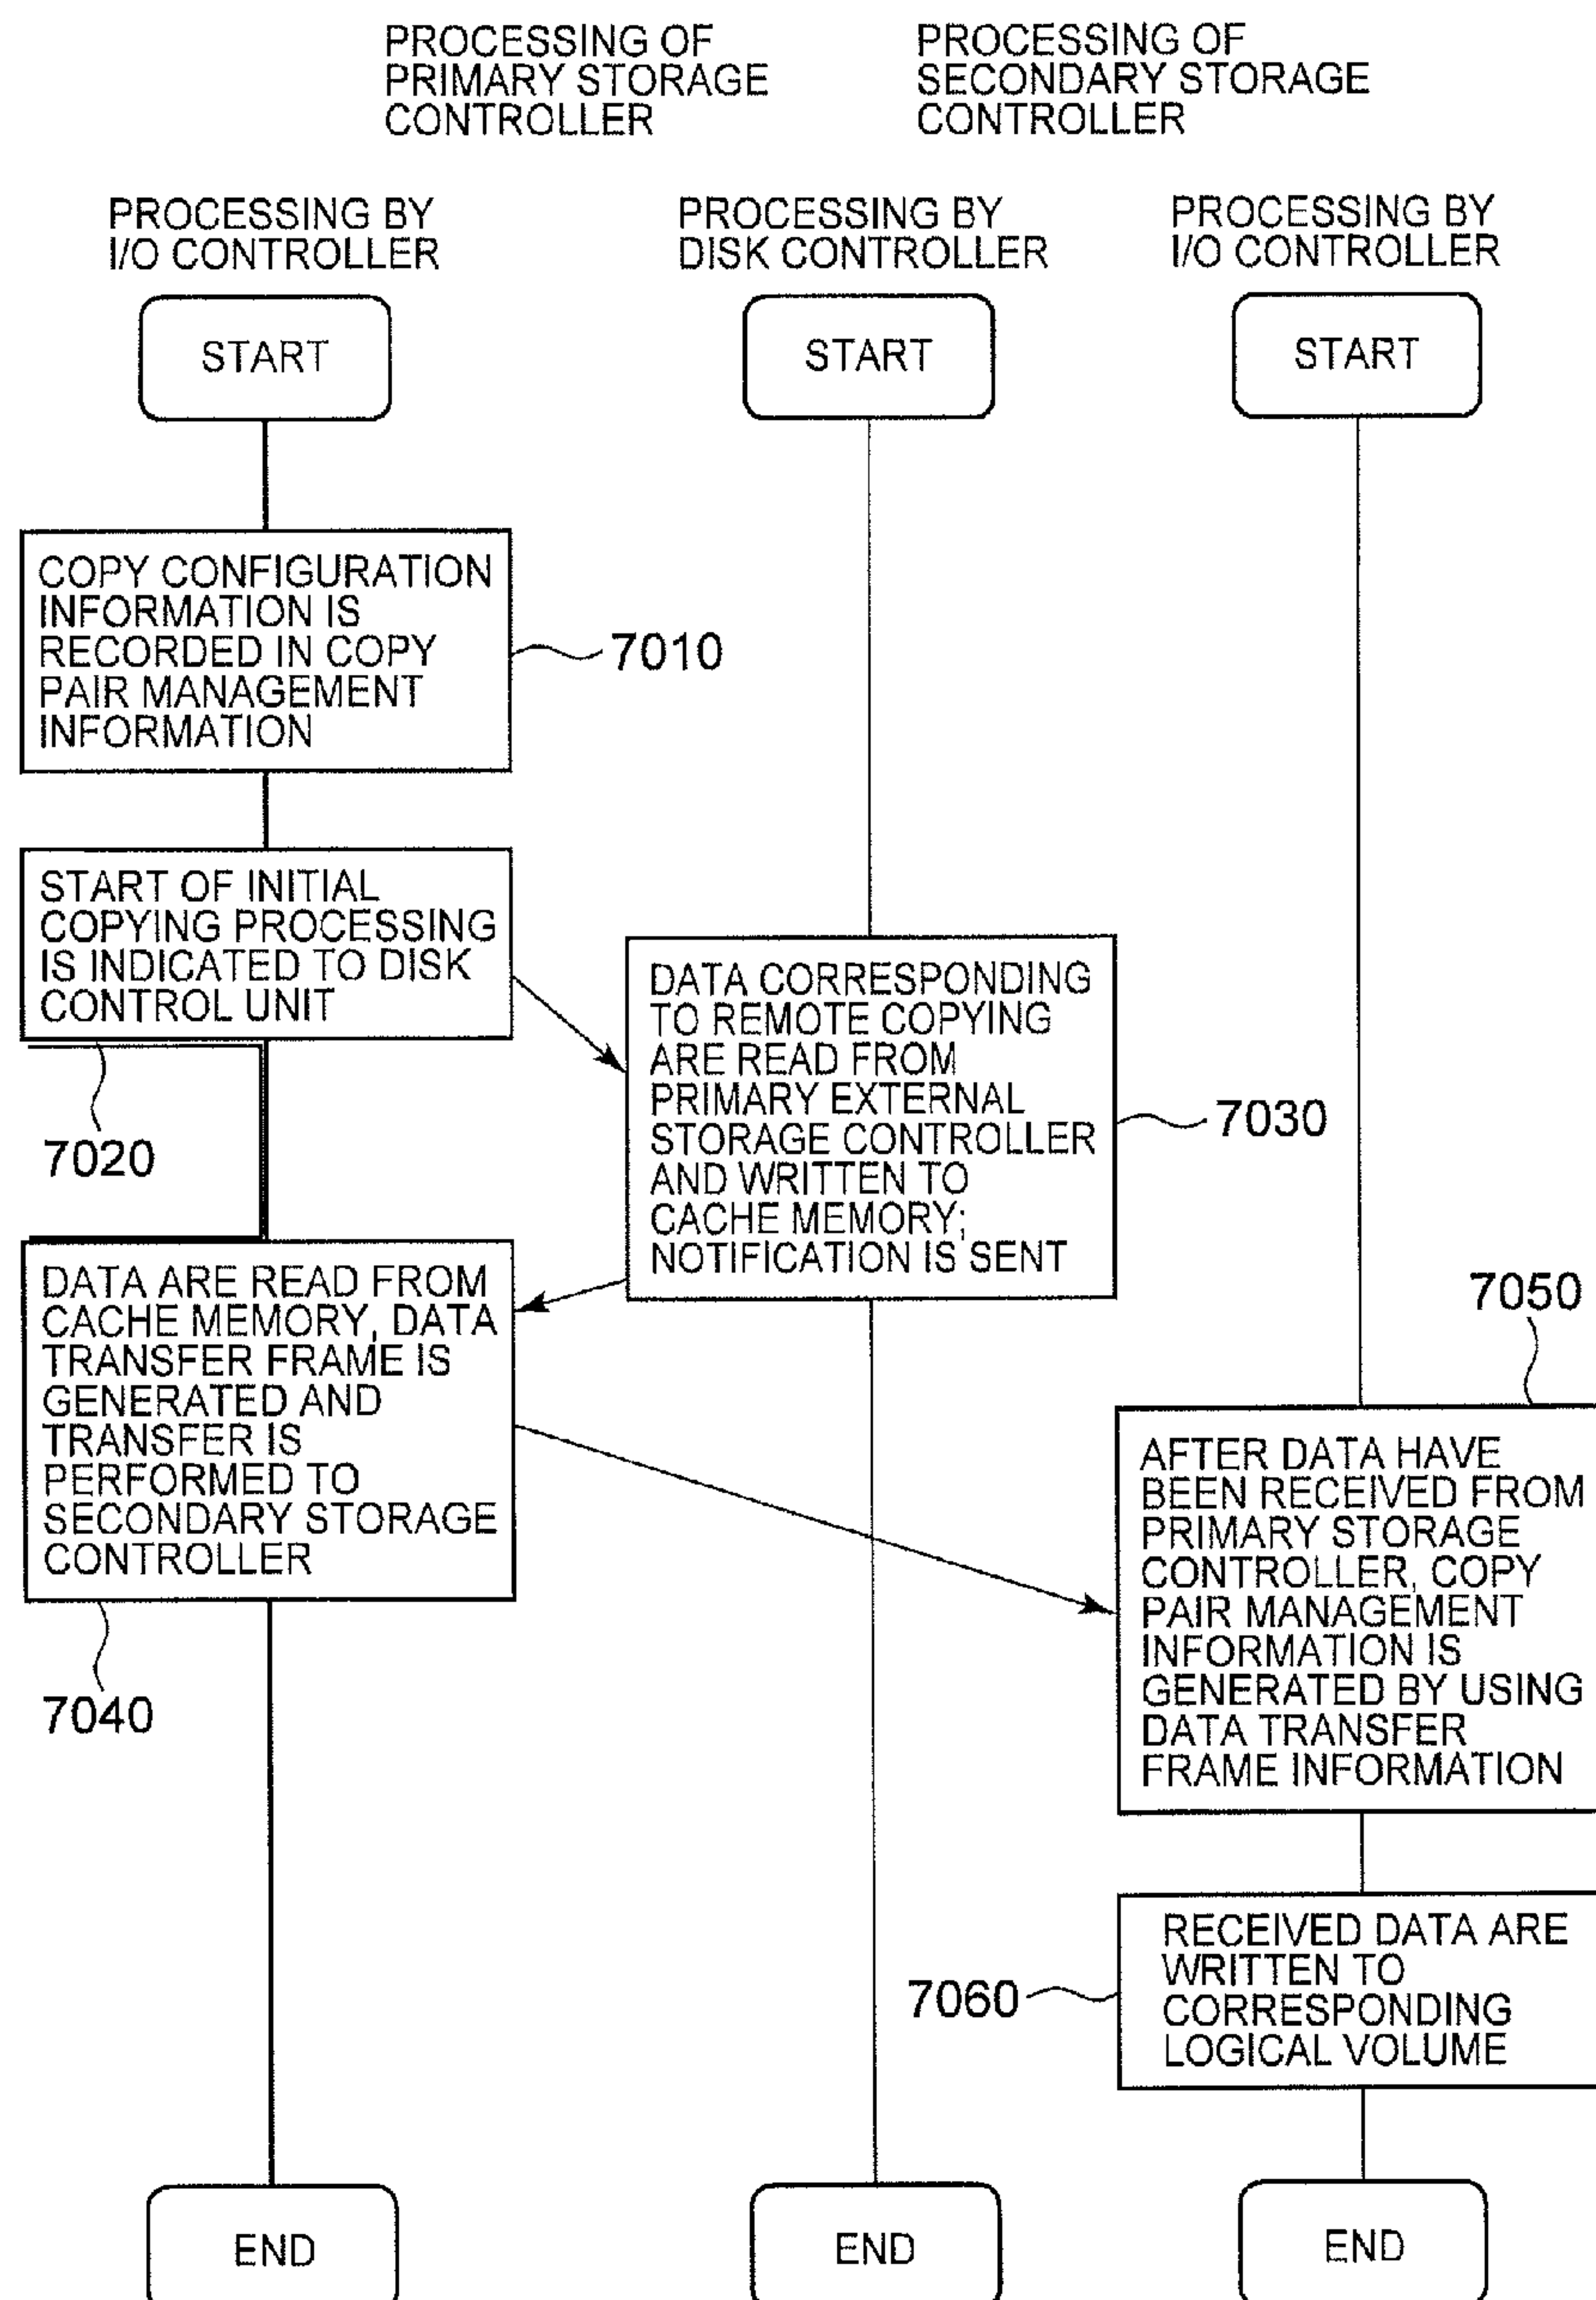 PROCESSING OF
PRIMARY STORAGE
CONTROLLER
PROCESSING OF
SECONDARY STORAGE
CONTROLLER
PROCESSING BY
I/O CONTROLLER
PROCESSING BY
DISK CONTROLLER
PROCESSING BY
I/O CONTROLLER
START
START
START
COPY CONFIGURATION
INFORMATION IS
RECORDED IN COPY
PAIR MANAGEMENT
INFORMATION
7010
START OF INITIAL
COPYING PROCESSING
IS INDICATED TO DISK
CONTROL UNIT
7020
DATA CORRESPONDING
TO REMOTE COPYING
ARE READ FROM
PRIMARY EXTERNAL
STORAGE CONTROLLER
AND WRITTEN TO
CACHE MEMORY;
NOTIFICATION IS SENT
7030
DATA ARE READ FROM
CACHE MEMORY, DATA
TRANSFER FRAME IS
GENERATED AND
TRANSFER IS
PERFORMED TO
SECONDARY STORAGE
CONTROLLER
7040
7050
AFTER DATA HAVE
BEEN RECEIVED FROM
PRIMARY STORAGE
CONTROLLER, COPY
PAIR MANAGEMENT
INFORMATION IS
GENERATED BY USING
DATA TRANSFER
FRAME INFORMATION
7060
RECEIVED DATA ARE
WRITTEN TO
CORRESPONDING
LOGICAL VOLUME
END
END
END